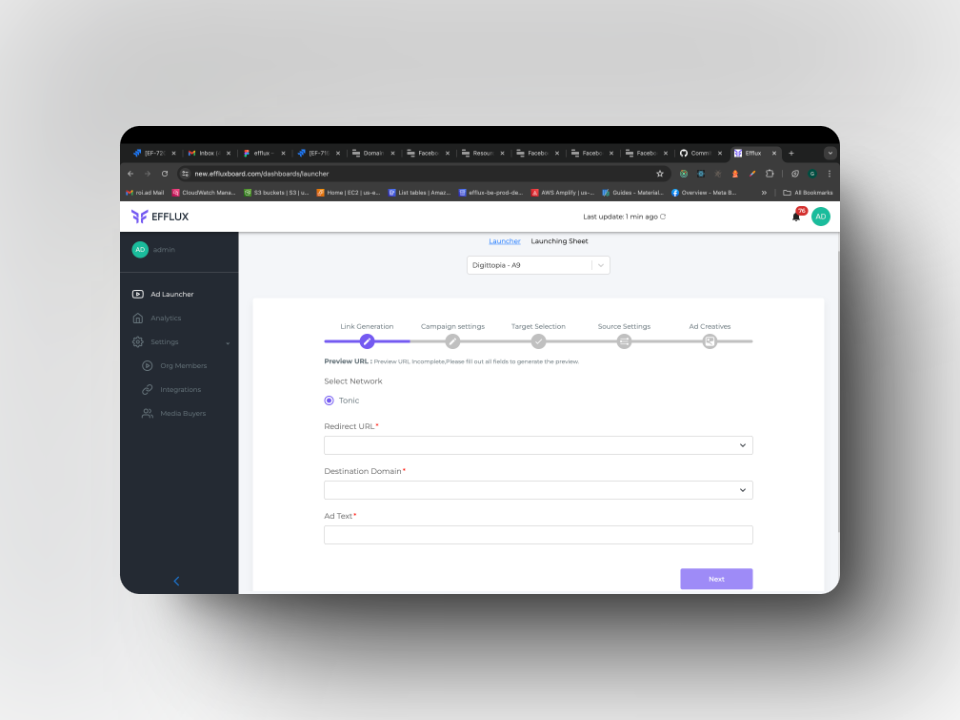 [EF-72
Inbox (
efflux –
[EF-71
Domain
Facebo
Resour
Facebo
Facebo
Facebo
Comm
Efflux
new.effluxboard.com/dashboards/launcher
roi.ad Mail
CloudWatch Mana...
S3 buckets | S3 | u...
Home | EC2 | us-e...
List tables | Amaz...
efflux-be-prod-de...
AWS Amplify | us-...
Guides – Material...
Overview – Meta B...
»
All Bookmarks
EFFLUX
Last update: 1 min ago
76
AD
AD admin
Launcher Launching Sheet
Digittopia - A9
Ad Launcher
Analytics
Settings
Org Members
Integrations
Media Buyers
Link Generation Campaign settings Target Selection Source Settings Ad Creatives
Preview URL : Preview URL Incomplete,Please fill out all fields to generate the preview.
Select Network
Tonic
Redirect URL*
Destination Domain*
Ad Text*
Next